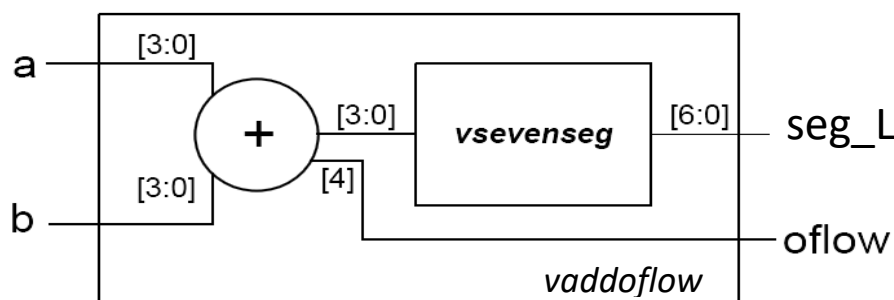 a
[3:0]
+
[3:0]
vsevenseg
[6:0]
seg_L
b
[3:0]
[4]
oflow
vaddoflow